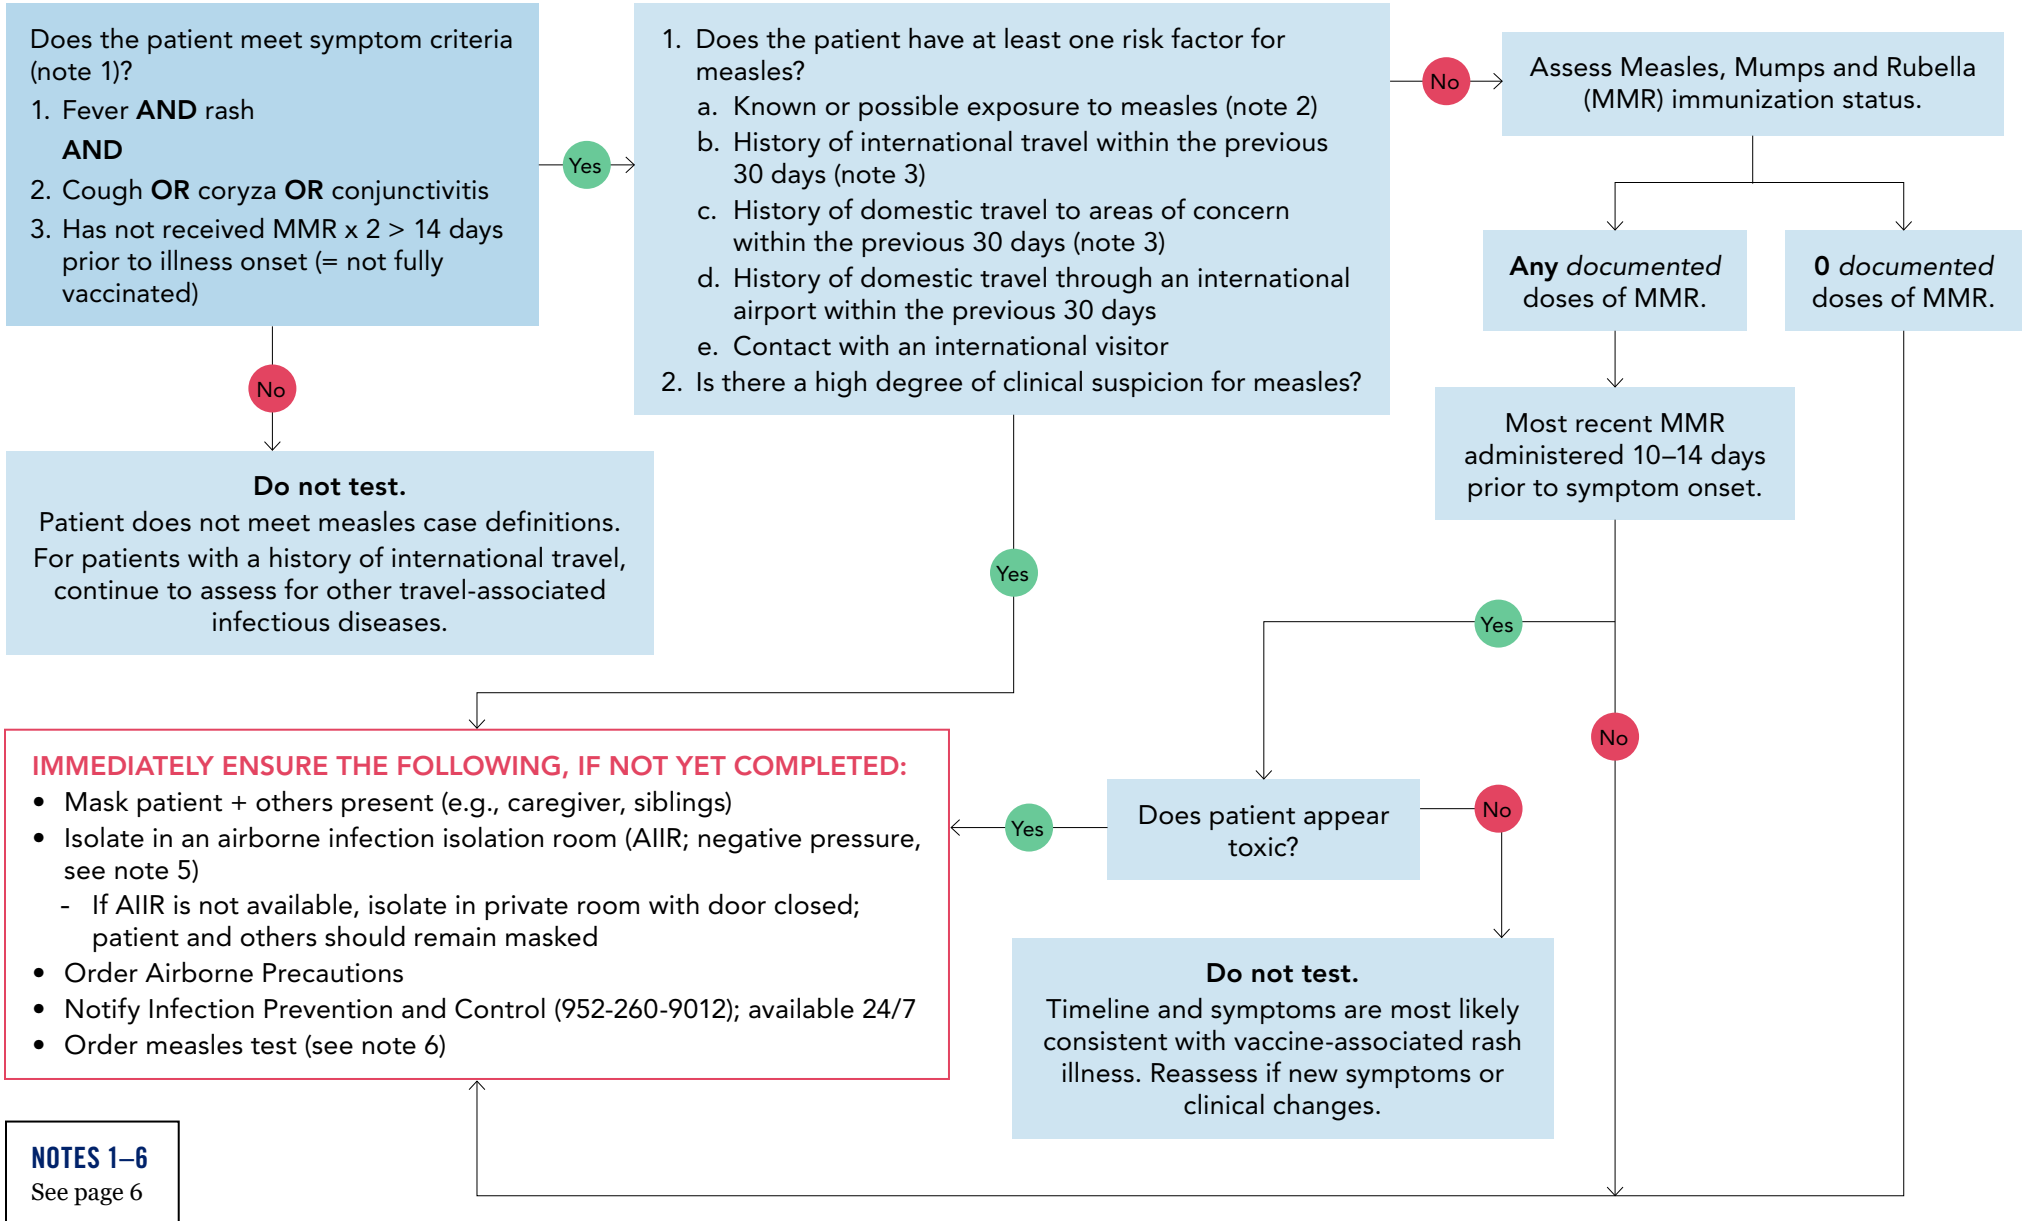 Does the patient meet symptom criteria
(note 1)?
1. Fever AND rash
AND
2. Cough OR coryza OR conjunctivitis
3. Has not received MMR x 2 > 14 days
prior to illness onset (= not fully
vaccinated)
Yes
No
Do not test.
Patient does not meet measles case definitions.
For patients with a history of international travel,
continue to assess for other travel-associated
infectious diseases.
1. Does the patient have at least one risk factor for
measles?
a. Known or possible exposure to measles (note 2)
b. History of international travel within the previous
30 days (note 3)
c. History of domestic travel to areas of concern
within the previous 30 days (note 3)
d. History of domestic travel through an international
airport within the previous 30 days
e. Contact with an international visitor
2. Is there a high degree of clinical suspicion for measles?
No
Yes
Assess Measles, Mumps and Rubella
(MMR) immunization status.
Any documented
doses of MMR.
0 documented
doses of MMR.
Most recent MMR
administered 10–14 days
prior to symptom onset.
Yes
No
Does patient appear
toxic?
Yes
No
Do not test.
Timeline and symptoms are most likely
consistent with vaccine-associated rash
illness. Reassess if new symptoms or
clinical changes.
IMMEDIATELY ENSURE THE FOLLOWING, IF NOT YET COMPLETED:
• Mask patient + others present (e.g., caregiver, siblings)
• Isolate in an airborne infection isolation room (AIIR; negative pressure,
see note 5)
- If AIIR is not available, isolate in private room with door closed;
patient and others should remain masked
• Order Airborne Precautions
• Notify Infection Prevention and Control (952-260-9012); available 24/7
• Order measles test (see note 6)
NOTES 1–6
See page 6